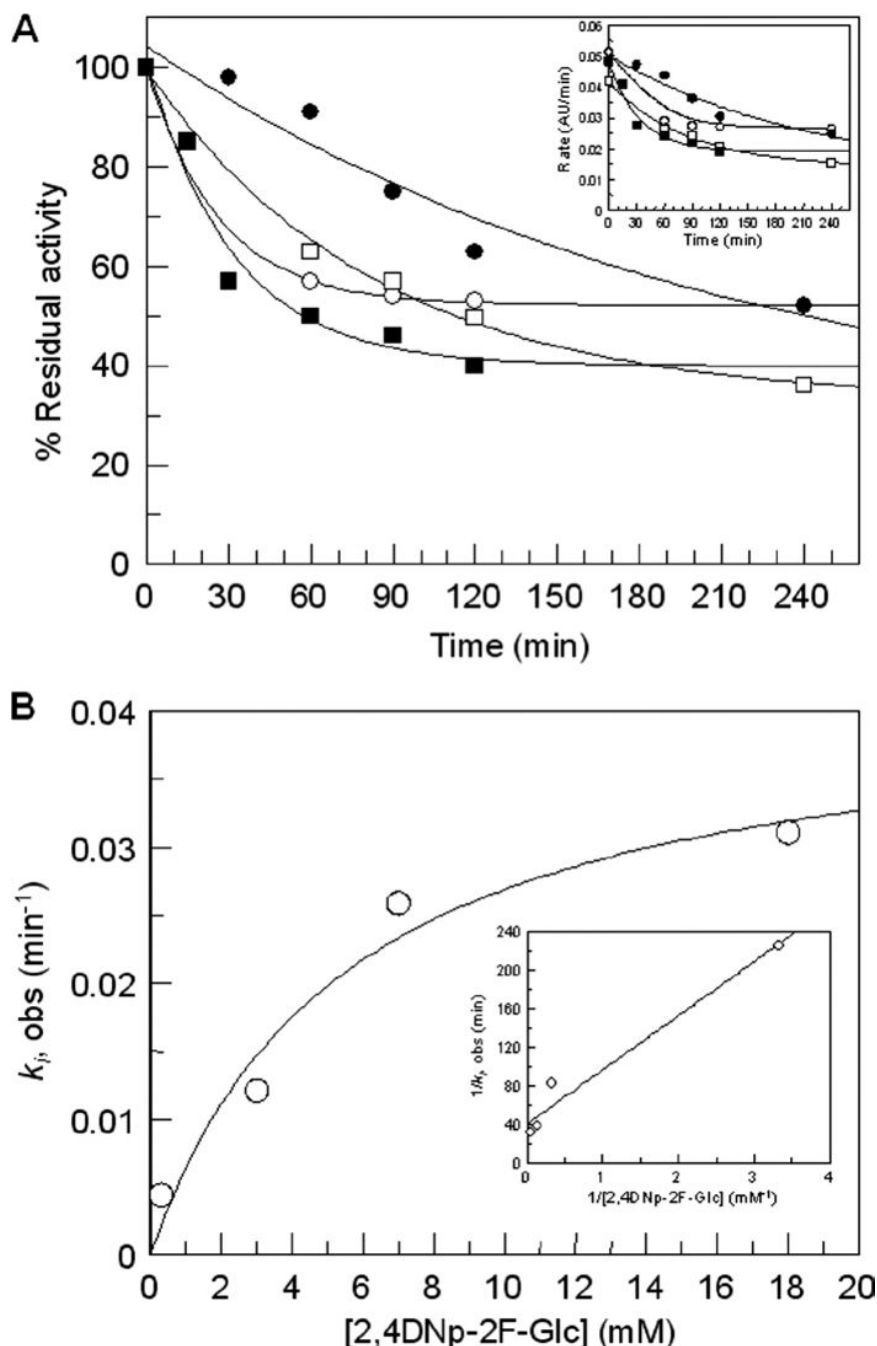 A
% Residual activity
100
80
60
40
20
0
0 30 60 90 120 150 180 210 240
Time (min)
Rate (AU/min)
0.06
0.05
0.04
0.03
0.02
0.01
0
0 30 60 90 120 150 180 210 240
Time (min)
B
ki, obs (min-1)
0.04
0.03
0.02
0.01
0
0 2 4 6 8 10 12 14 16 18 20
[2,4DNp-2F-Glc] (mM)
1/ki, obs (min)
240
200
160
120
80
40
0
0 1 2 3 4
1/[2,4DNp-2F-Glc] (mM-1)